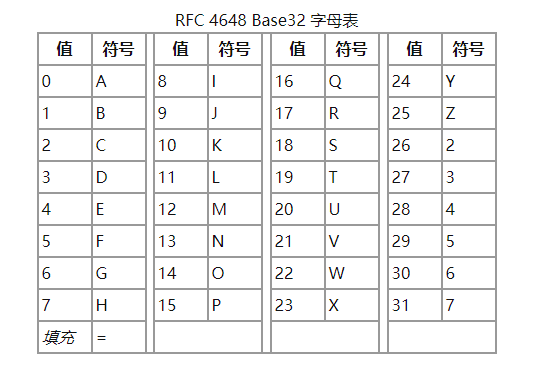 RFC 4648 Base32 字母表
值 符号 值 符号 值 符号 值 符号
0 A 8 I 16 Q 24 Y
1 B 9 J 17 R 25 Z
2 C 10 K 18 S 26 2
3 D 11 L 19 T 27 3
4 E 12 M 20 U 28 4
5 F 13 N 21 V 29 5
6 G 14 O 22 W 30 6
7 H 15 P 23 X 31 7
填充 =